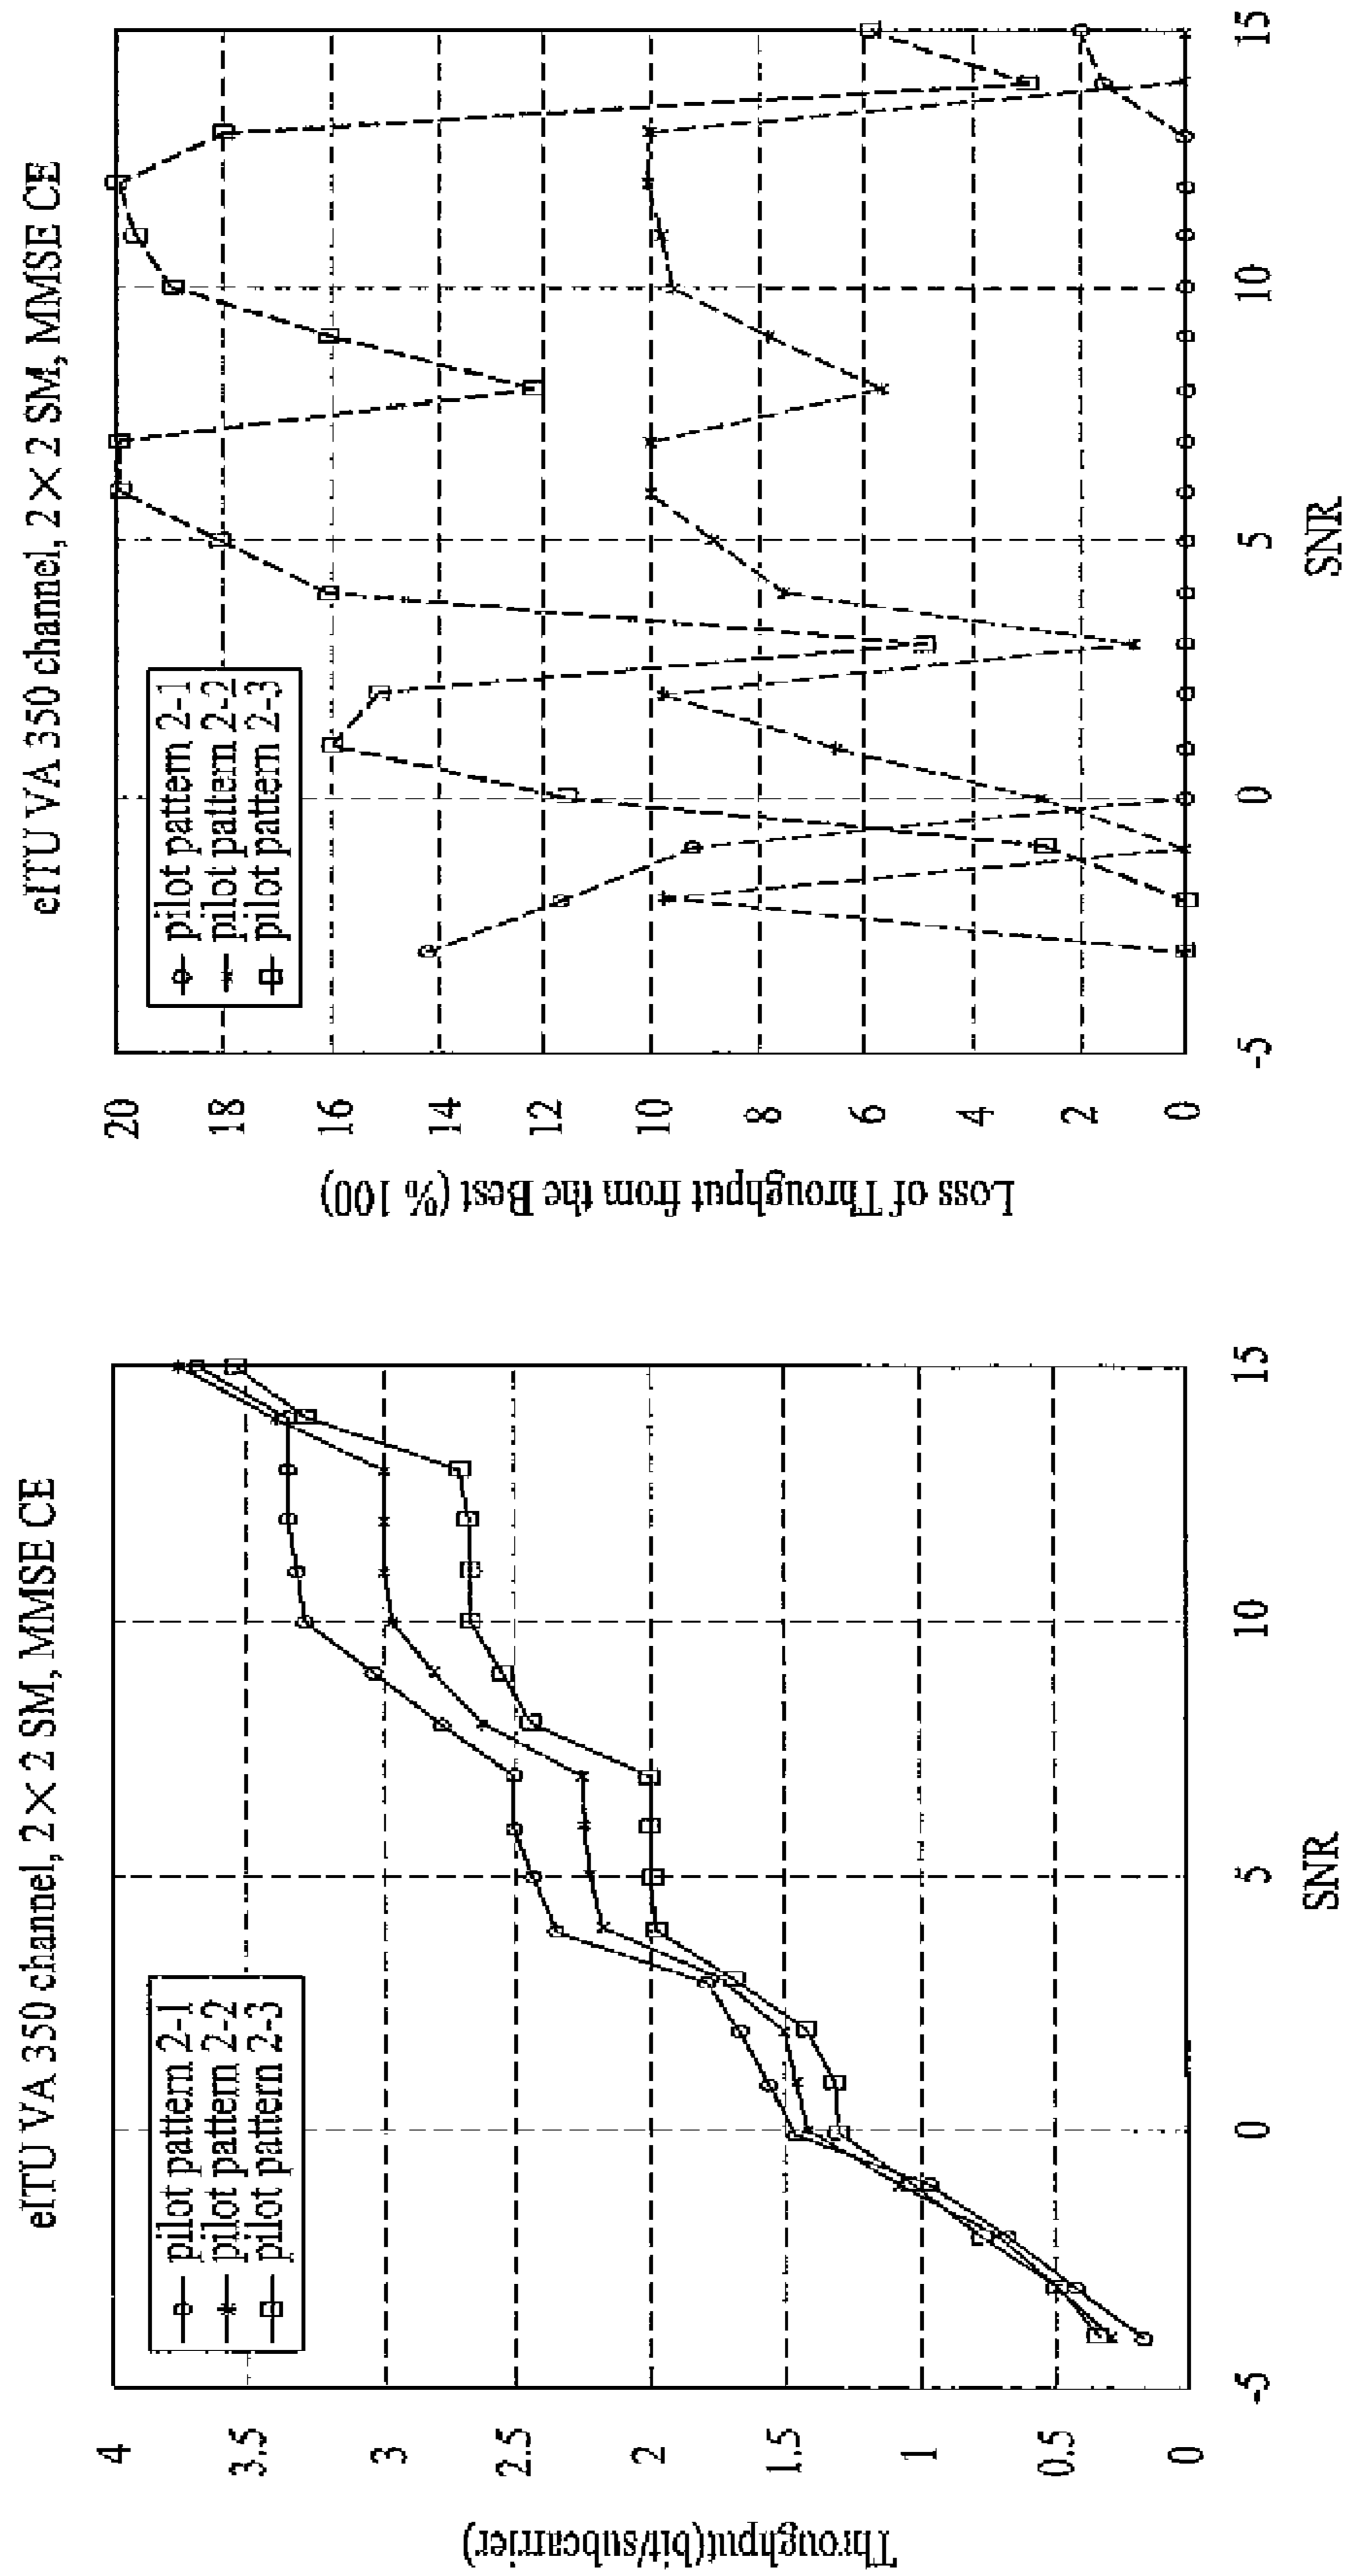 eITU VA 350 channel, 2×2 SM, MMSE CE
pilot pattern 2-1
pilot pattern 2-2
pilot pattern 2-3
Throughput(bit/subcarrier)
4
3.5
3
2.5
2
1.5
1
0.5
0
-5
0
5
10
15
SNR
eITU VA 350 channel, 2×2 SM, MMSE CE
pilot pattern 2-1
pilot pattern 2-2
pilot pattern 2-3
Loss of Throughput from the Best (% 100)
20
18
16
14
12
10
8
6
4
2
0
-5
0
5
10
15
SNR